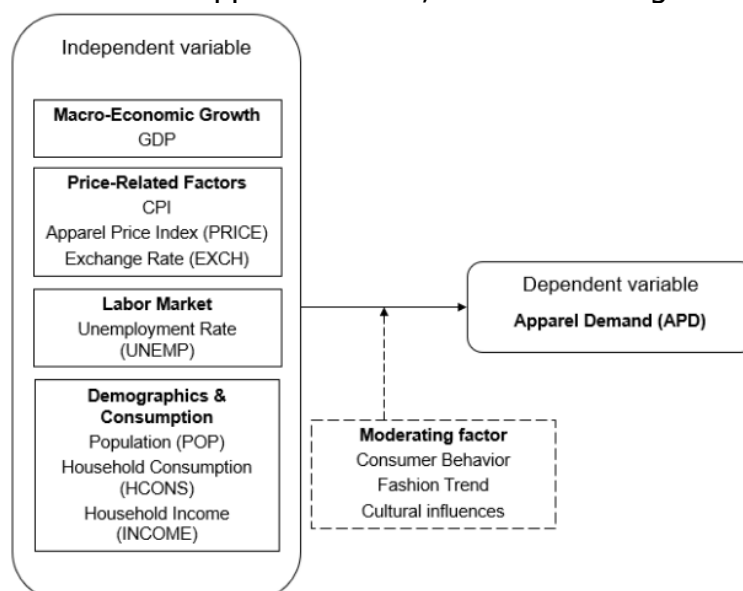 Independent variable
Macro-Economic Growth
GDP
Price-Related Factors
CPI
Apparel Price Index (PRICE)
Exchange Rate (EXCH)
Labor Market
Unemployment Rate
(UNEMP)
Demographics &
Consumption
Population (POP)
Household Consumption
(HCONS)
Household Income
(INCOME)
Dependent variable
Apparel Demand (APD)
Moderating factor
Consumer Behavior
Fashion Trend
Cultural influences